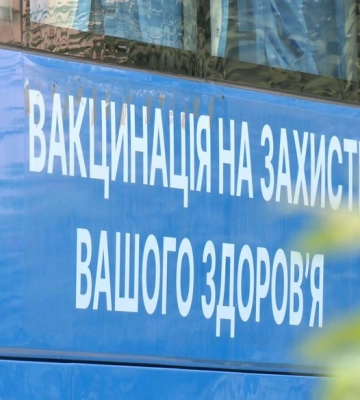 ВАКЦИНАЦІЯ НА ЗАХИСТІ
ВАШОГО ЗДОРОВ'Я